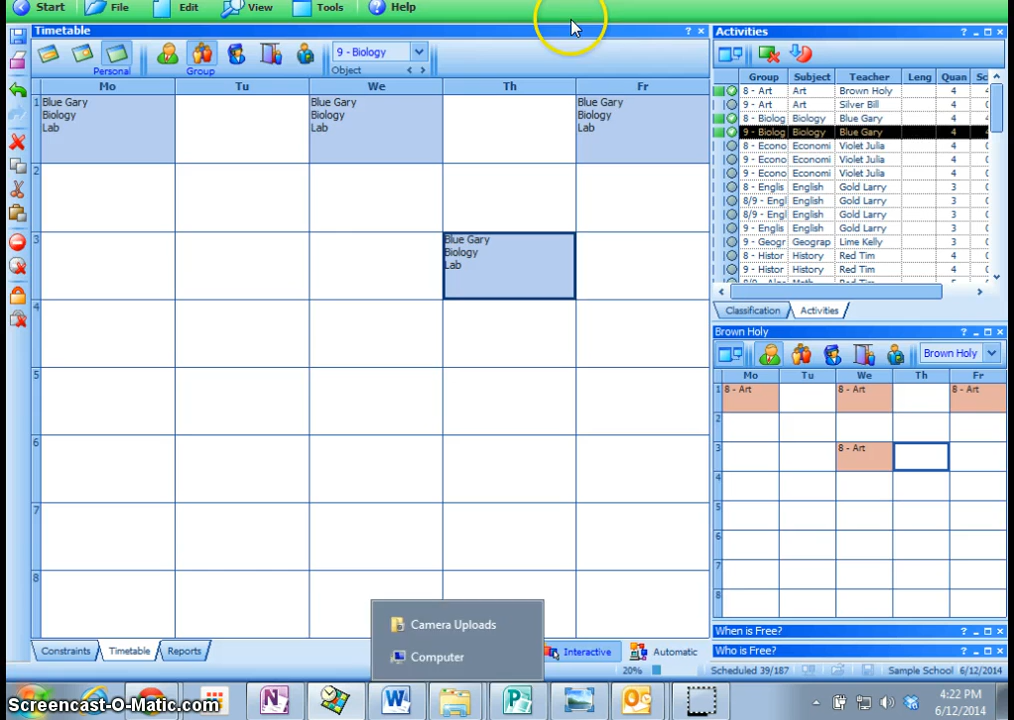 Start File Edit View Tools Help
Timetable
9 - Biology
Personal Group Object
Mo Tu We Th Fr
1 Blue Gary Blue Gary Blue Gary
Biology Biology Biology
Lab Lab Lab
2
3 Blue Gary
Biology
Lab
4
5
6
7
8
Camera Uploads
Computer
Constraints Timetable Reports
Interactive Automatic
Activities
Group Subject Teacher Leng Quan
8 - Art Art Brown Holy 4
9 - Art Art Silver Bill 4
8 - Biolog Biology Blue Gary 4
9 - Biolog Biology Blue Gary 4
8 - Econo Economi Violet Julia 4
9 - Econo Economi Violet Julia 4
9 - Econo Economi Violet Julia 4
8 - Englis English Gold Larry 3
8/9 - Engl English Gold Larry 3
8/9 - Engl English Gold Larry 3
9 - Englis English Gold Larry 3
9 - Geogr Geograp Lime Kelly 3
8 - Histor History Red Tim 4
9 - Histor History Red Tim 4
Classification Activities
Brown Holy
Brown Holy
Mo Tu We Th Fr
1 8 - Art 8 - Art 8 - Art
2
3 8 - Art
4
5
6
7
8
When is Free?
Who is Free?
20% Scheduled 39/187 Sample School 6/12/2014
Screencast-O-Matic.com
4:22 PM
6/12/2014